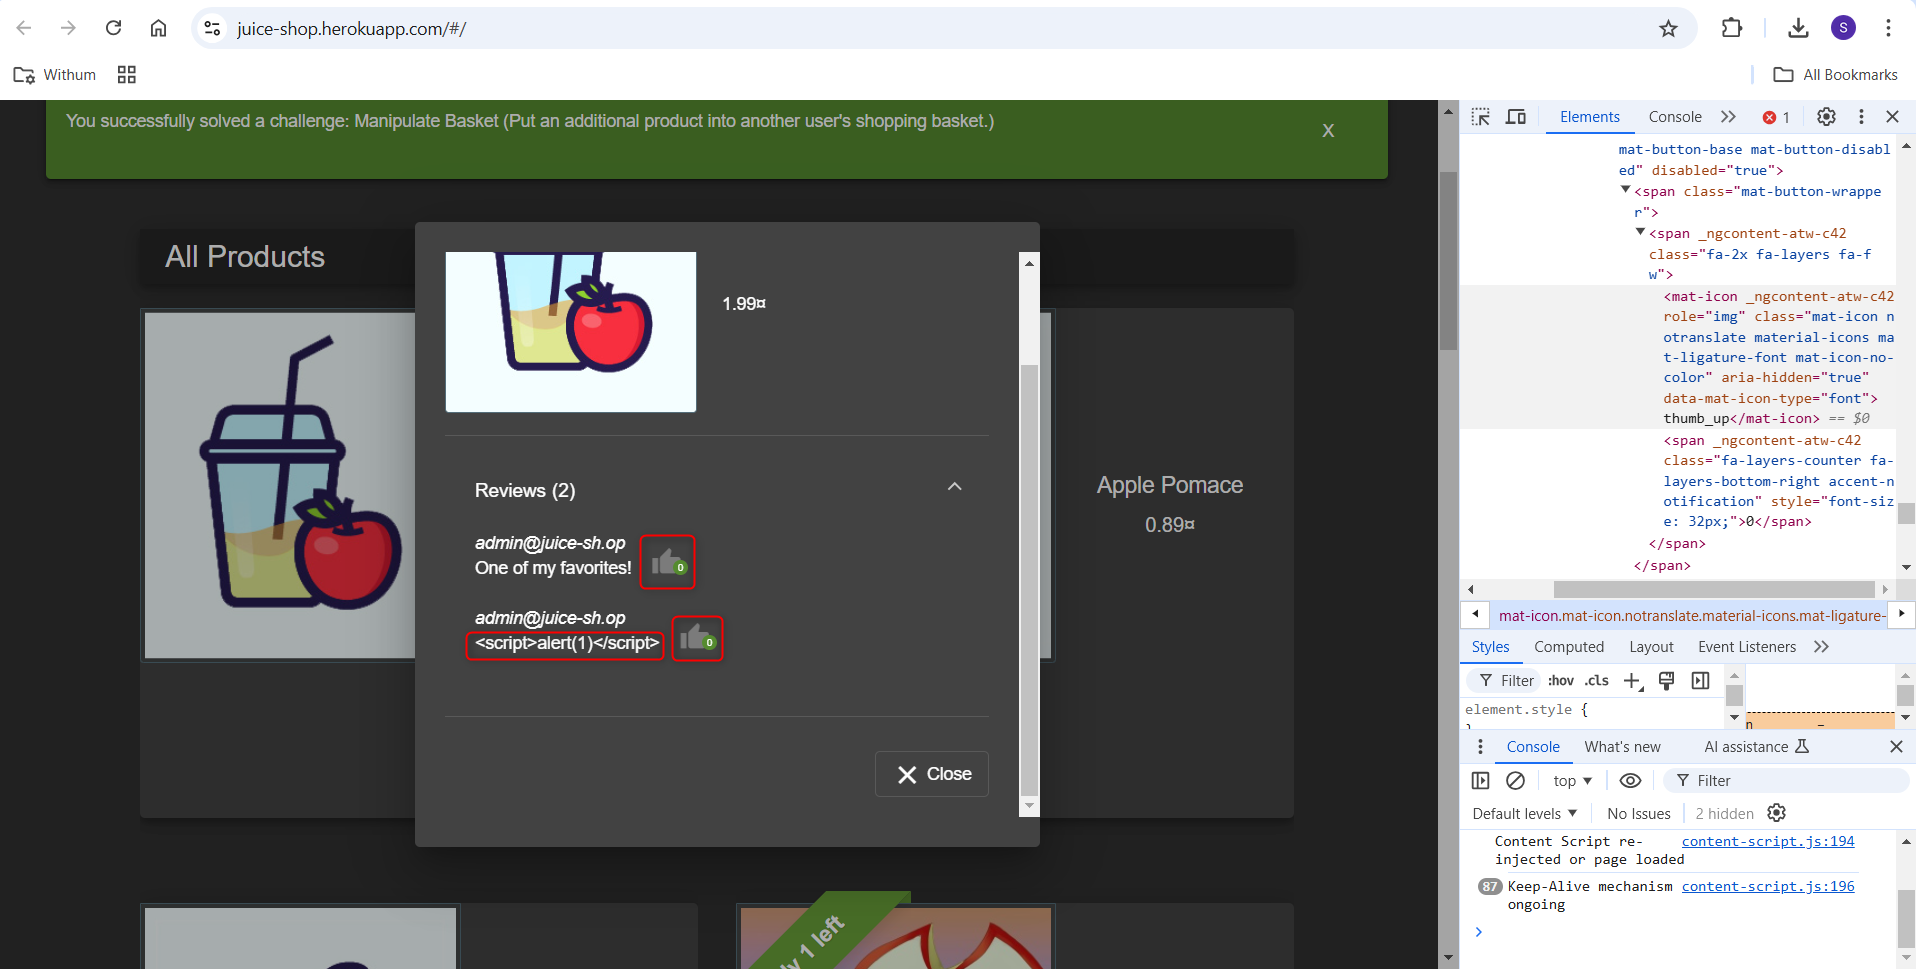 juice-shop.herokuapp.com/#/
S
Withum
All Bookmarks
You successfully solved a challenge: Manipulate Basket (Put an additional product into another user's shopping basket.)
X
All Products
1.99¤
Reviews (2)
admin@juice-sh.op
One of my favorites!
0
admin@juice-sh.op
<script>alert(1)</script>
0
Close
Apple Pomace
0.89¤
ly 1 left
Elements
Console
1
mat-button-base mat-button-disabl
ed" disabled="true">
<span class="mat-button-wrappe
r">
<span _ngcontent-atw-c42
class="fa-2x fa-layers fa-f
w">
<mat-icon _ngcontent-atw-c42
role="img" class="mat-icon n
otranslate material-icons ma
t-ligature-font mat-icon-no-
color" aria-hidden="true"
data-mat-icon-type="font">
thumb_up</mat-icon> == $0
<span _ngcontent-atw-c42
class="fa-layers-counter fa-
layers-bottom-right accent-n
otification" style="font-siz
e: 32px;">0</span>
</span>
</span>
mat-icon.mat-icon.notranslate.material-icons.mat-ligature-
Styles
Computed
Layout
Event Listeners
Filter
:hov
.cls
element.style {
n
–
Console
What's new
AI assistance
top
Filter
Default levels
No Issues
2 hidden
Content Script re-
injected or page loaded
content-script.js:194
87
Keep-Alive mechanism
ongoing
content-script.js:196